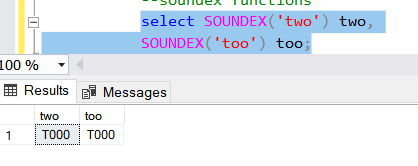 --soundex functions
select SOUNDEX('two') two,
SOUNDEX('too') too;
100 %
Results Messages
two too
1 T000 T000